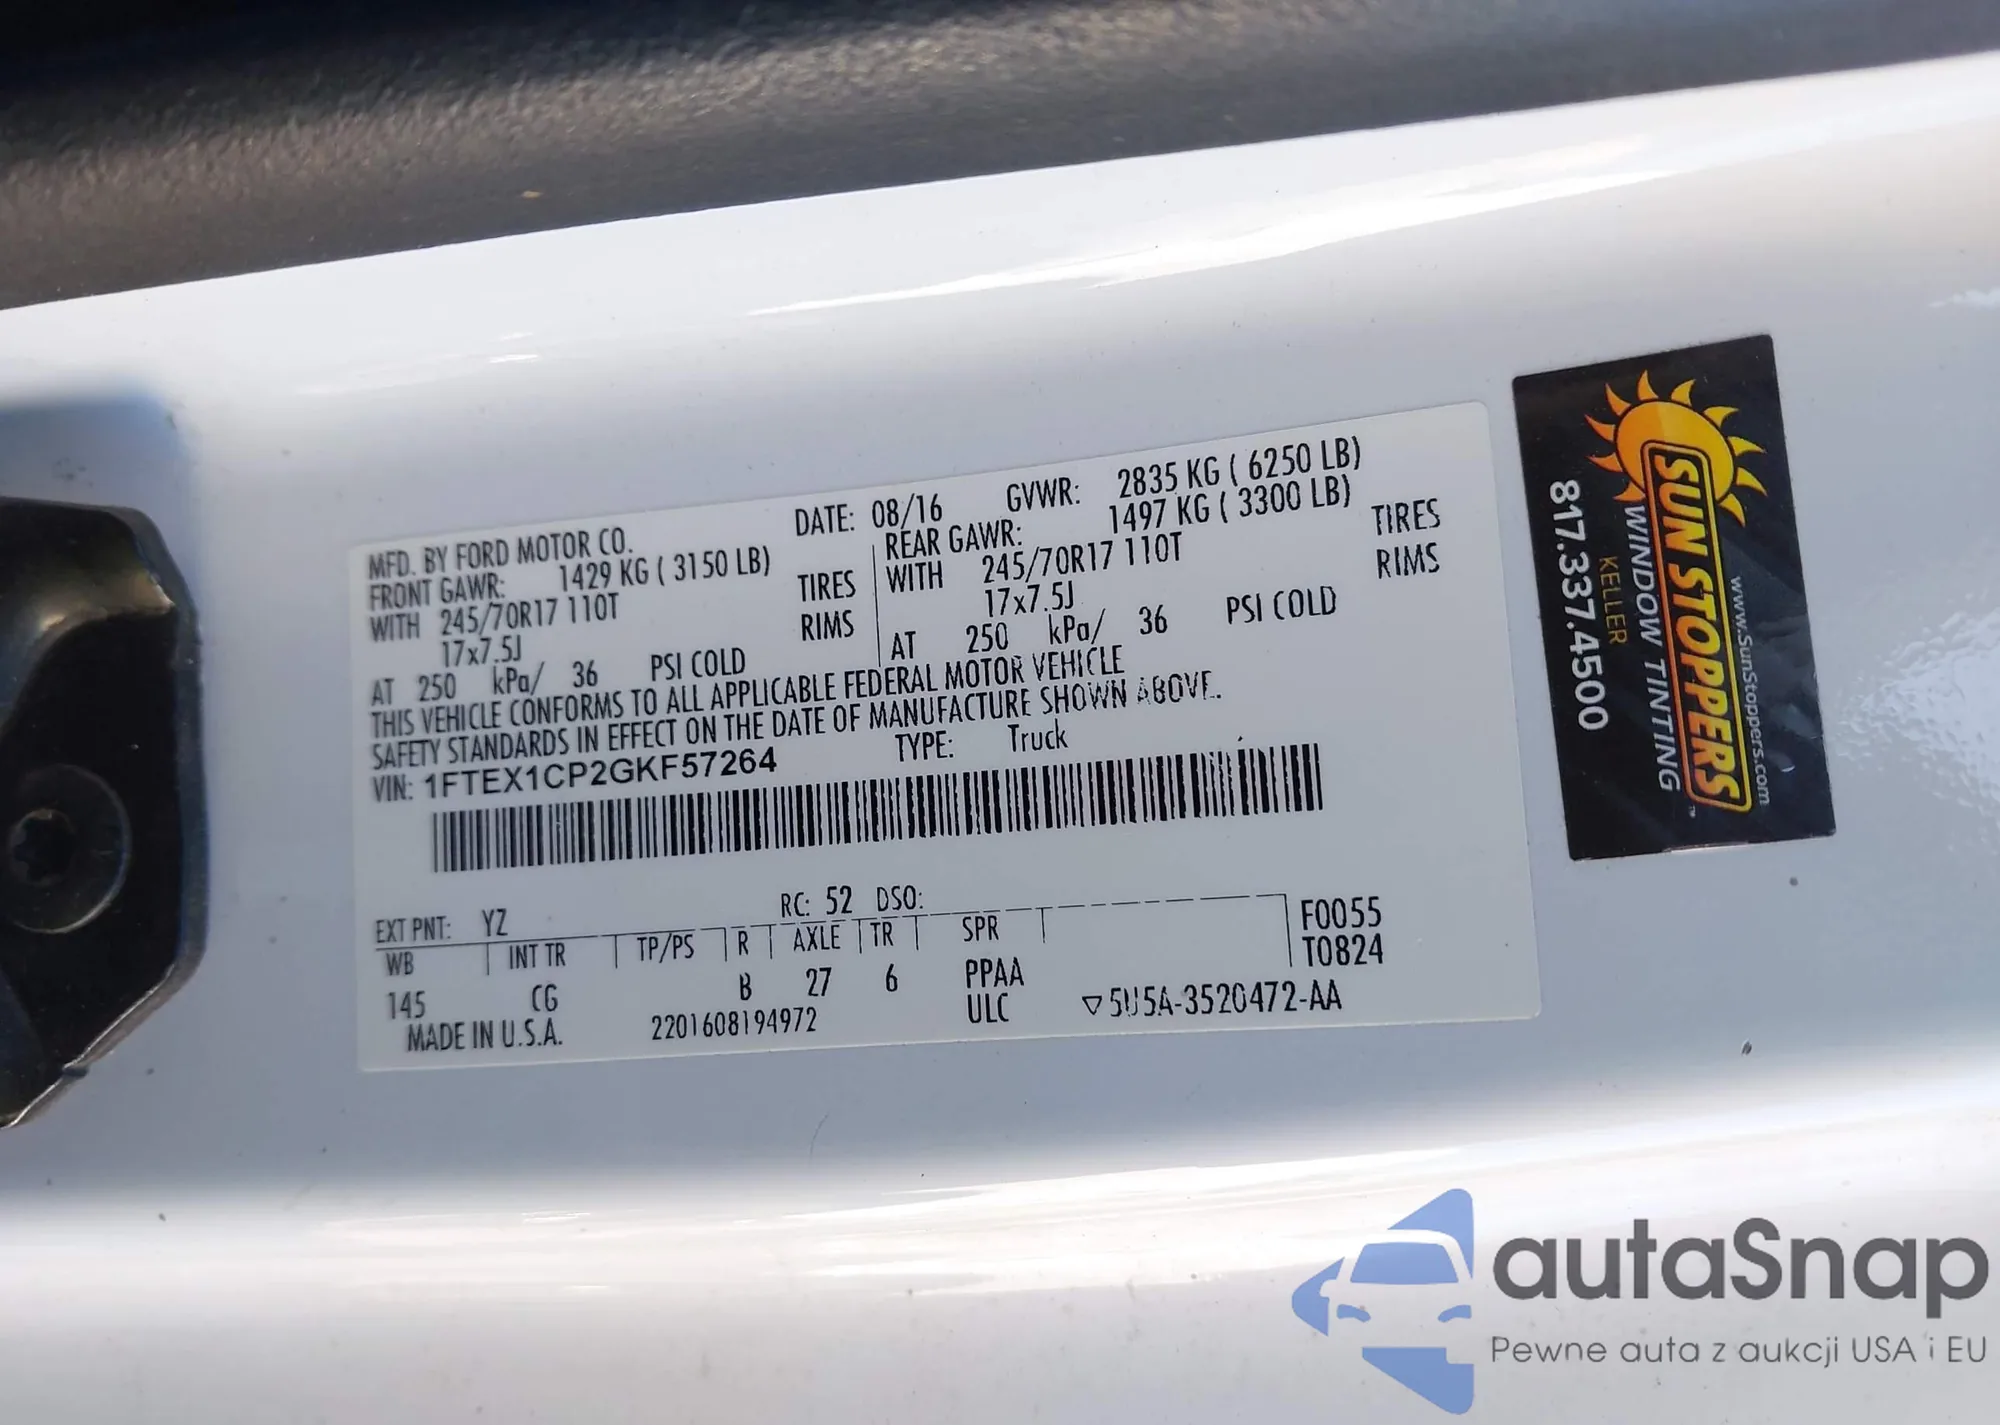 MFD. BY FORD MOTOR CO.
DATE: 08/16
GVWR: 2835 KG ( 6250 LB)
FRONT GAWR: 1429 KG ( 3150 LB)
REAR GAWR: 1497 KG ( 3300 LB)
WITH 245/70R17 110T TIRES
17x7.5J RIMS
AT 250 kPa/ 36 PSI COLD
WITH 245/70R17 110T TIRES
17x7.5J RIMS
AT 250 kPa/ 36 PSI COLD
THIS VEHICLE CONFORMS TO ALL APPLICABLE FEDERAL MOTOR VEHICLE
SAFETY STANDARDS IN EFFECT ON THE DATE OF MANUFACTURE SHOWN ABOVE.
VIN: 1FTEX1CP2GKF57264
TYPE: Truck
EXT PNT: YZ RC: 52 DSO:
WB INT TR TP/PS R AXLE TR SPR
F0055
T0824
145 CG B 27 6 PPAA
MADE IN U.S.A. 2201608194972 ULC ▽5U5A-3520472-AA
SUN STOPPERS
WINDOW TINTING™
KELLER
817.337.4500
www.SunStoppers.com
autaSnap
Pewne auta z aukcji USA i EU